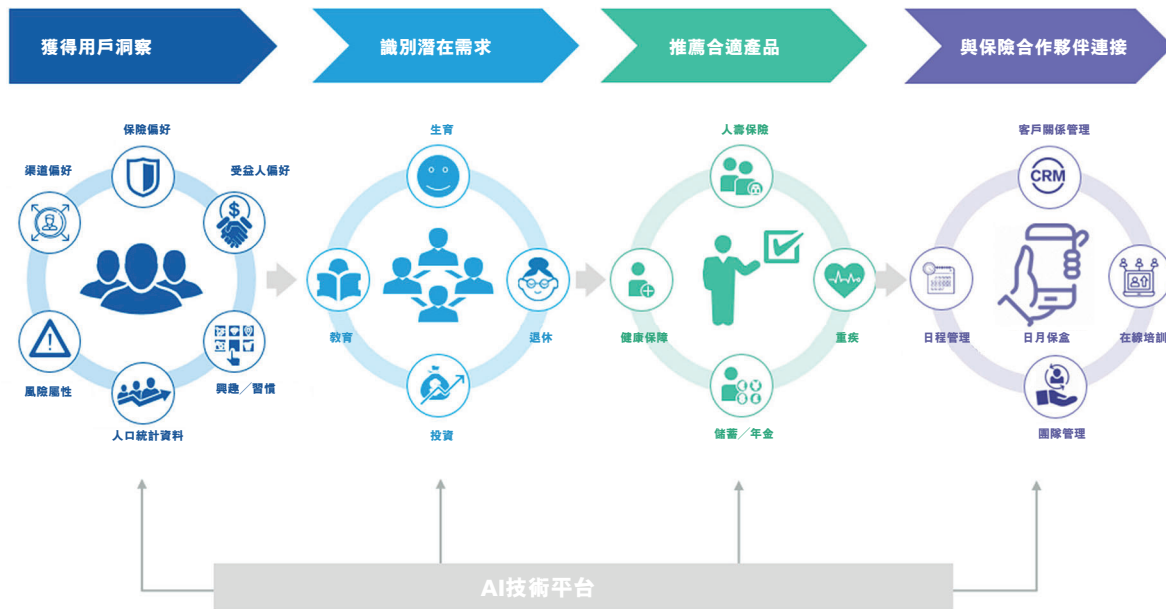 獲得用戶洞察
識別潛在需求
推薦合適產品
與保險合作夥伴連接
保險偏好
渠道偏好
受益人偏好
風險屬性
興趣／習慣
人口統計資料
生育
教育
退休
投資
人壽保險
健康保障
重疾
儲蓄／年金
客戶關係管理
CRM
日程管理
日月保盒
在線培訓
團隊管理
AI技術平台